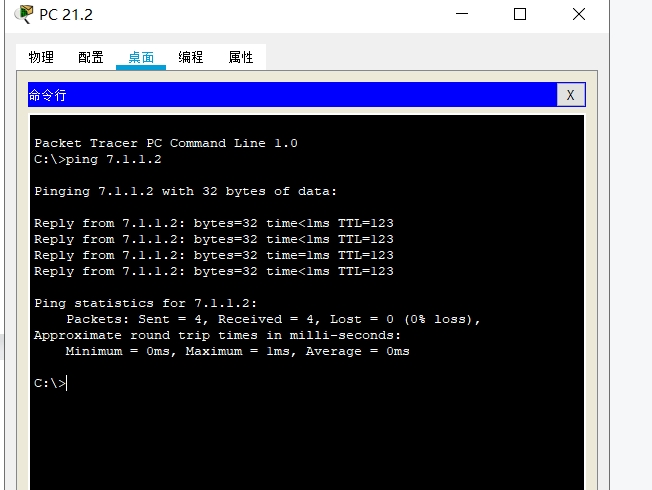 PC 21.2
物理 配置 桌面 编程 属性
命令行 X
Packet Tracer PC Command Line 1.0
C:\>ping 7.1.1.2
Pinging 7.1.1.2 with 32 bytes of data:
Reply from 7.1.1.2: bytes=32 time<1ms TTL=123
Reply from 7.1.1.2: bytes=32 time<1ms TTL=123
Reply from 7.1.1.2: bytes=32 time=1ms TTL=123
Reply from 7.1.1.2: bytes=32 time<1ms TTL=123
Ping statistics for 7.1.1.2:
Packets: Sent = 4, Received = 4, Lost = 0 (0% loss),
Approximate round trip times in milli-seconds:
Minimum = 0ms, Maximum = 1ms, Average = 0ms
C:\>